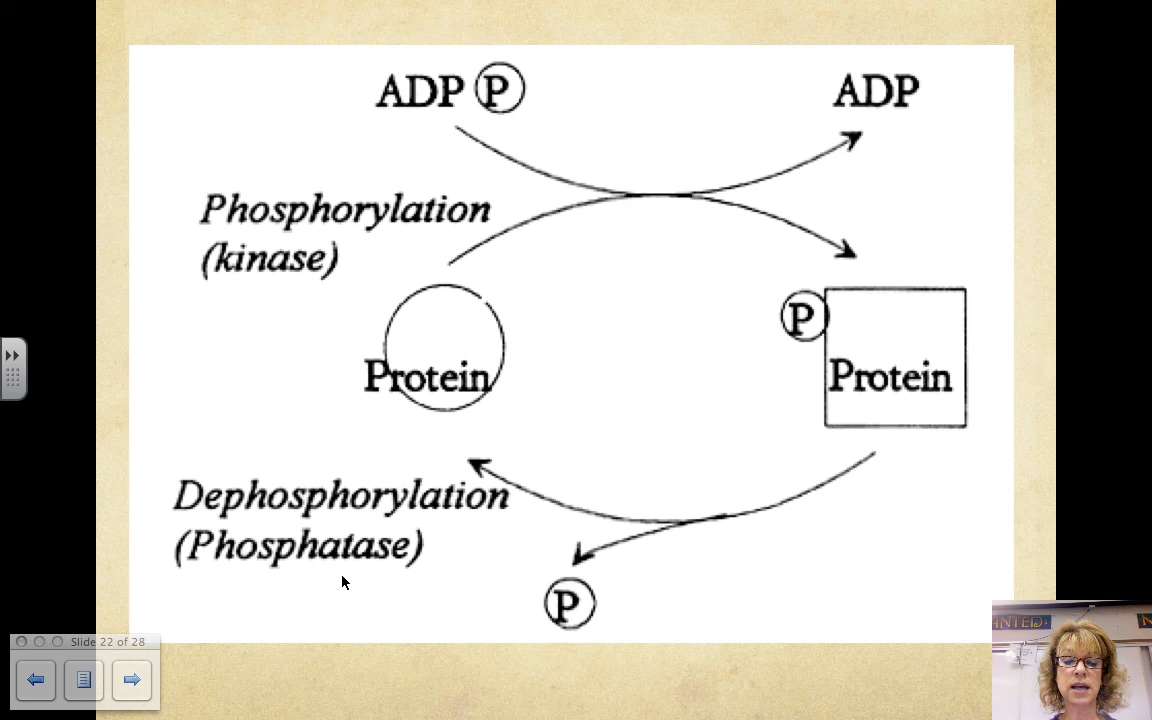 ADP P
ADP
Phosphorylation
(kinase)
P
Protein
Protein
Dephosphorylation
(Phosphatase)
P
Slide 22 of 28